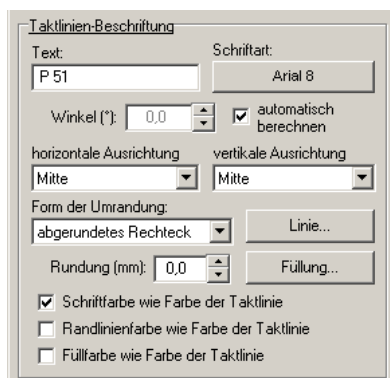 Taktlinien-Beschriftung
Text:
Schriftart:
P 51
Arial 8
Winkel (°):
0,0
automatisch
berechnen
horizontale Ausrichtung
vertikale Ausrichtung
Mitte
Mitte
Form der Umrandung:
abgerundetes Rechteck
Linie...
Rundung (mm):
0,0
Füllung...
Schriftfarbe wie Farbe der Taktlinie
Randlinienfarbe wie Farbe der Taktlinie
Füllfarbe wie Farbe der Taktlinie